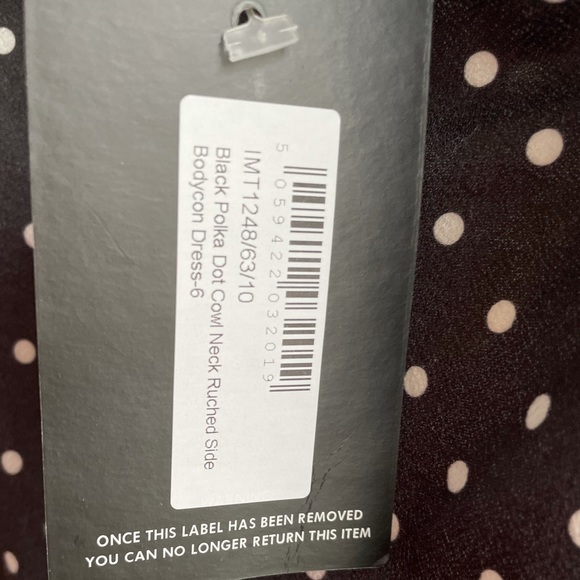 5 059422 032019
IMT1248/63/10
Black Polka Dot Cowl Neck Ruched Side
Bodycon Dress-6
ONCE THIS LABEL HAS BEEN REMOVED
YOU CAN NO LONGER RETURN THIS ITEM